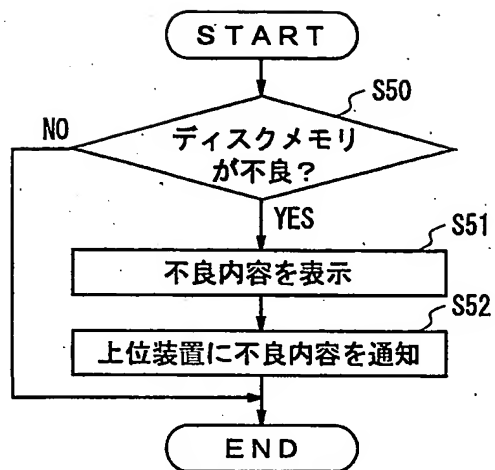 START
S50
NO
ディスクメモリ
が不良?
YES
S51
不良内容を表示
S52
上位装置に不良内容を通知
END